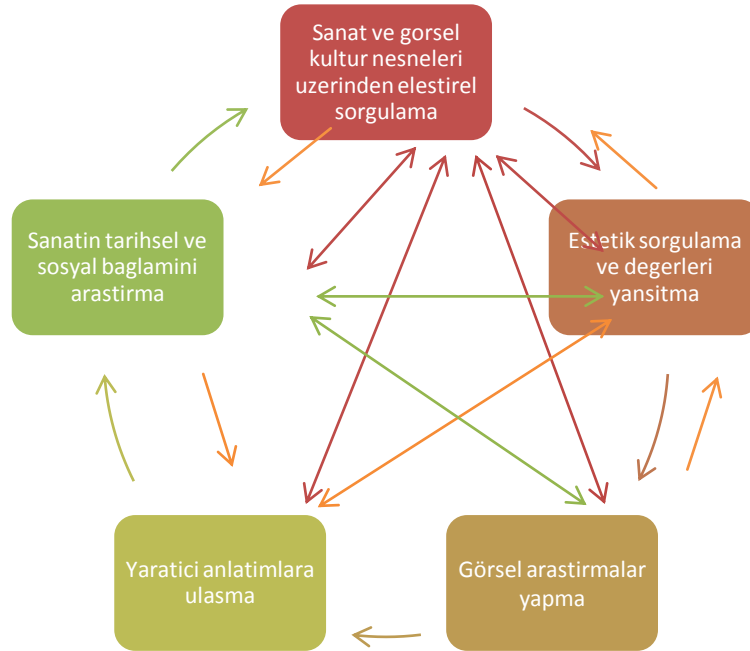 Sanat ve gorsel
kultur nesneleri
uzerinden elestirel
sorgulama
Sanatin tarihsel ve
sosyal baglamini
arastirma
Estetik sorgulama
ve degerleri
yansitma
Yaratici anlatimlara
ulasma
Görsel arastirmalar
yapma